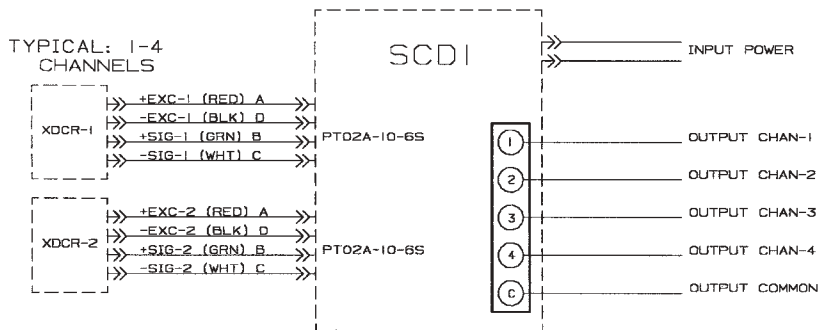 TYPICAL: 1-4
CHANNELS
SCDI
INPUT POWER
XDCR-1
+EXC-1 (RED) A
-EXC-1 (BLK) D
+SIG-1 (GRN) B
-SIG-1 (WHT) C
PT02A-10-6S
XDCR-2
+EXC-2 (RED) A
-EXC-2 (BLK) D
+SIG-2 (GRN) B
-SIG-2 (WHT) C
PT02A-10-6S
1 OUTPUT CHAN-1
2 OUTPUT CHAN-2
3 OUTPUT CHAN-3
4 OUTPUT CHAN-4
C OUTPUT COMMON